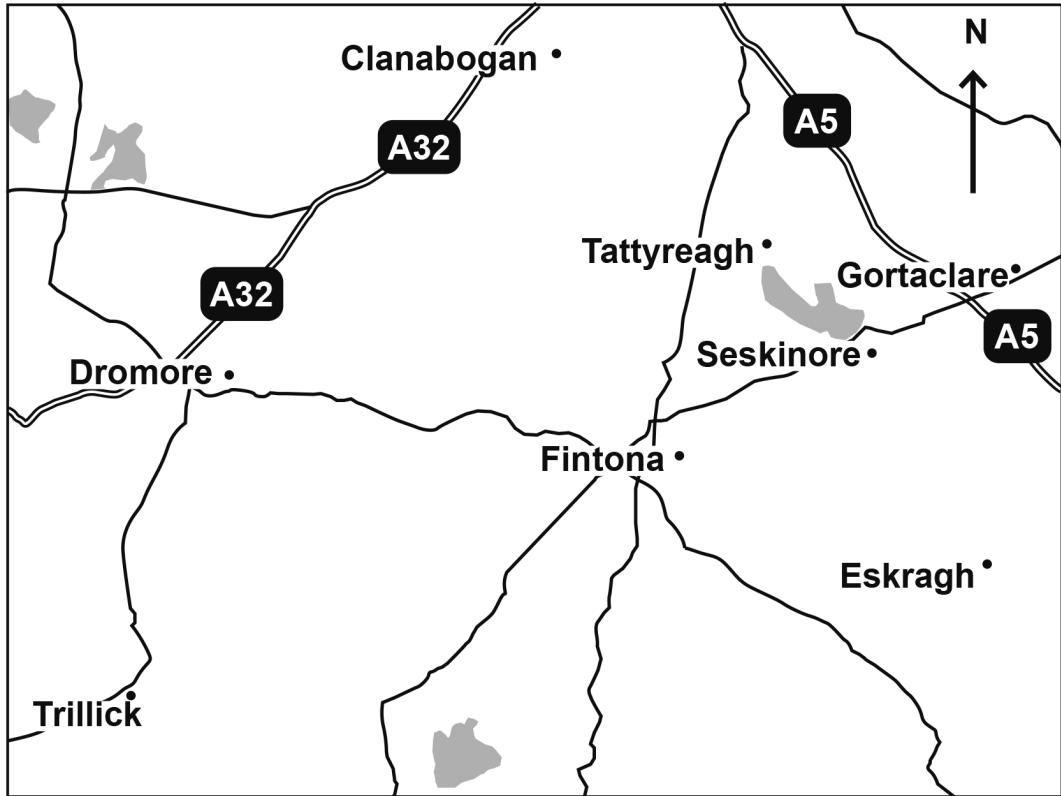 N
Clanabogan
A5
A32
Tattyreagh
Gortaclare
A32
A5
Seskinore
Dromore
Fintona
Eskragh
Trillick